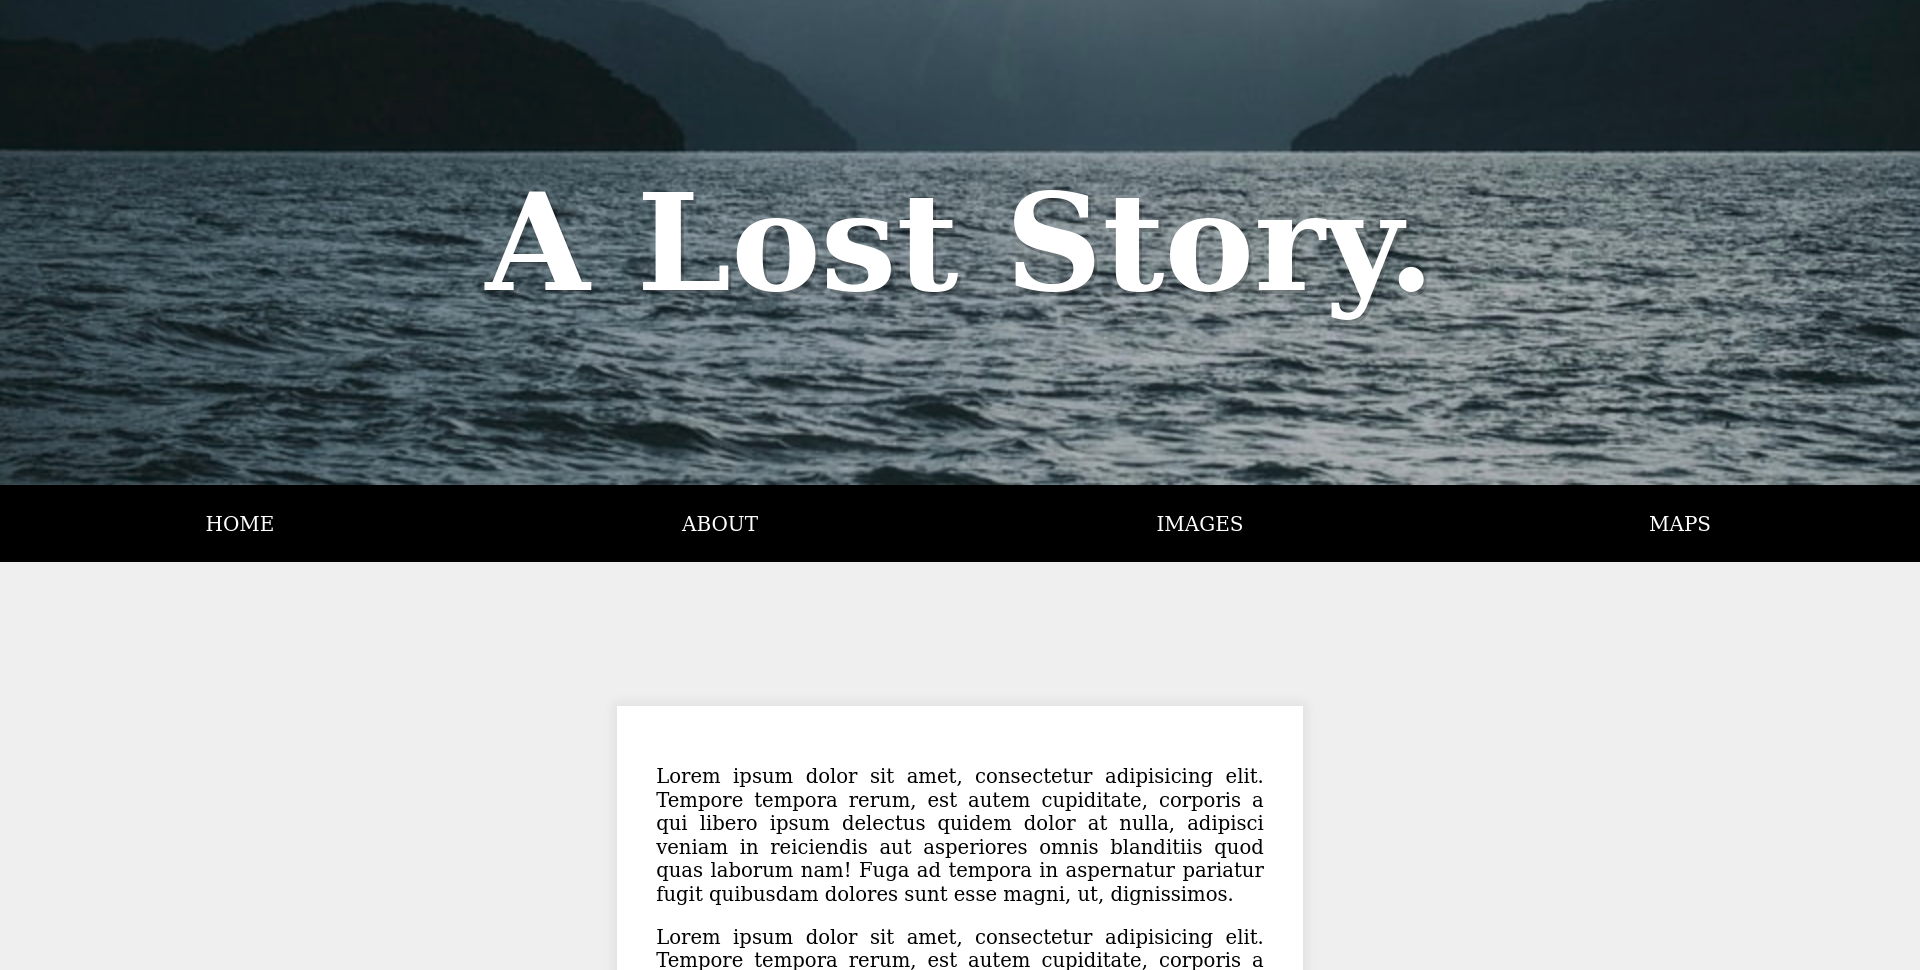 A Lost Story.
HOME ABOUT IMAGES MAPS
Lorem ipsum dolor sit amet, consectetur adipisicing elit.
Tempore tempora rerum, est autem cupiditate, corporis a
qui libero ipsum delectus quidem dolor at nulla, adipisci
veniam in reiciendis aut asperiores omnis blanditiis quod
quas laborum nam! Fuga ad tempora in aspernatur pariatur
fugit quibusdam dolores sunt esse magni, ut, dignissimos.
Lorem ipsum dolor sit amet, consectetur adipisicing elit.
Tempore tempora rerum, est autem cupiditate, corporis a